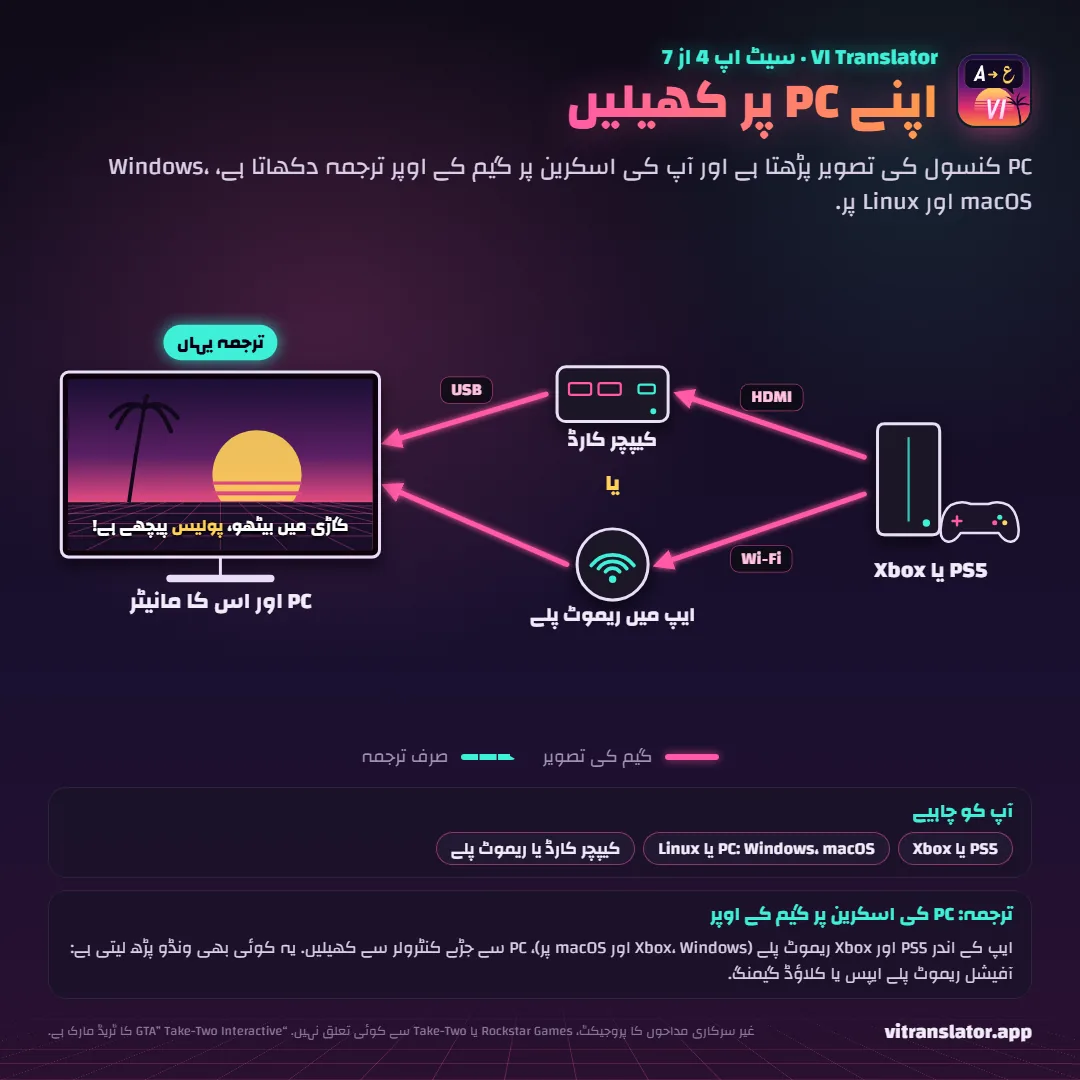 VI Translator · سیٹ اپ 4 از 7
اپنے PC پر کھیلیں
A→ع
VI
PC کنسول کی تصویر پڑھتا ہے اور آپ کی اسکرین پر گیم کے اوپر ترجمہ دکھاتا ہے، Windows،
macOS اور Linux پر۔
HDMI
Wi-Fi
PS5 یا Xbox
کیپچر کارڈ
یا
ایپ میں ریموٹ پلے
USB
ترجمہ یہاں
گاڑی میں بیٹھو، پولیس پیچھے ہے!
PC اور اس کا مانیٹر
گیم کی تصویر
صرف ترجمہ
آپ کو چاہیے
PS5 یا Xbox
PC: Windows، macOS یا Linux
کیپچر کارڈ یا ریموٹ پلے
ترجمہ: PC کی اسکرین پر گیم کے اوپر
ایپ کے اندر PS5 اور Xbox ریموٹ پلے (Xbox، Windows اور macOS پر)، PC سے جڑے کنٹرولر سے کھیلیں۔ یہ کوئی بھی ونڈو پڑھ لیتی ہے:
آفیشل ریموٹ پلے ایپس یا کلاؤڈ گیمنگ۔
vitranslator.app
غیر سرکاری مداحوں کا پروجیکٹ، Rockstar Games یا Take-Two سے کوئی تعلق نہیں۔ "GTA" Take-Two Interactive کا ٹریڈ مارک ہے۔